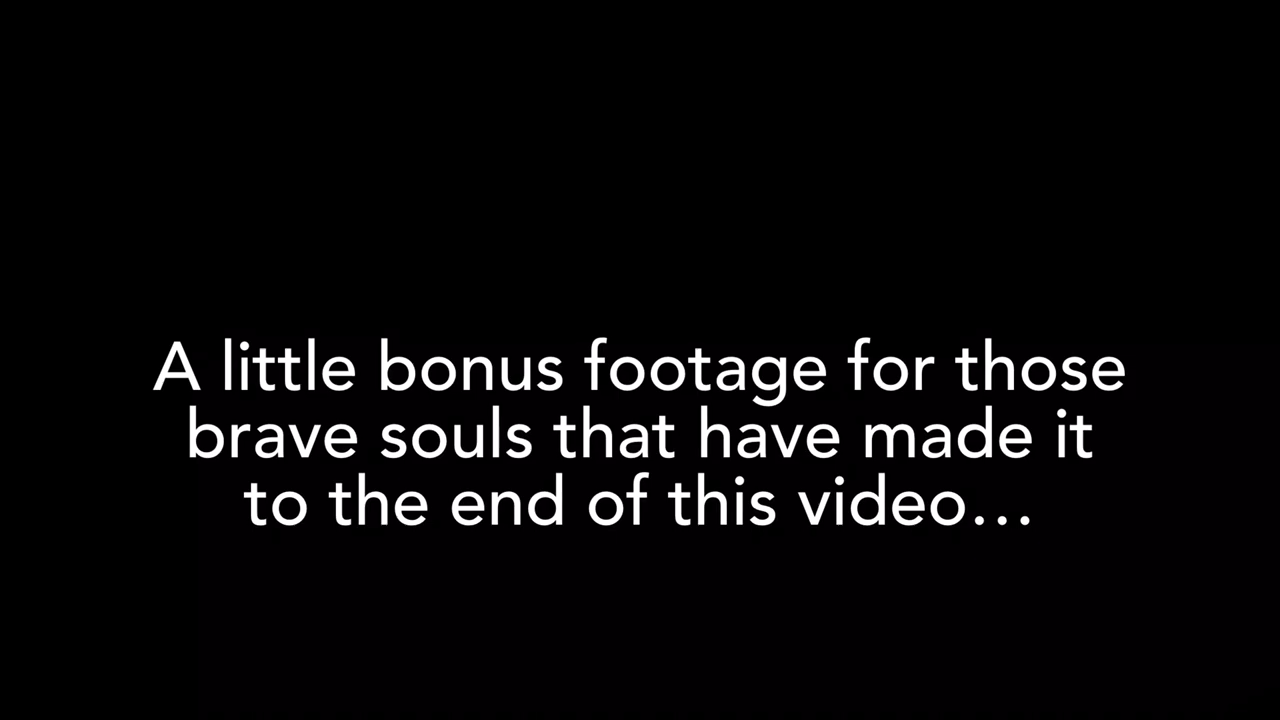 A little bonus footage for those
brave souls that have made it
to the end of this video…